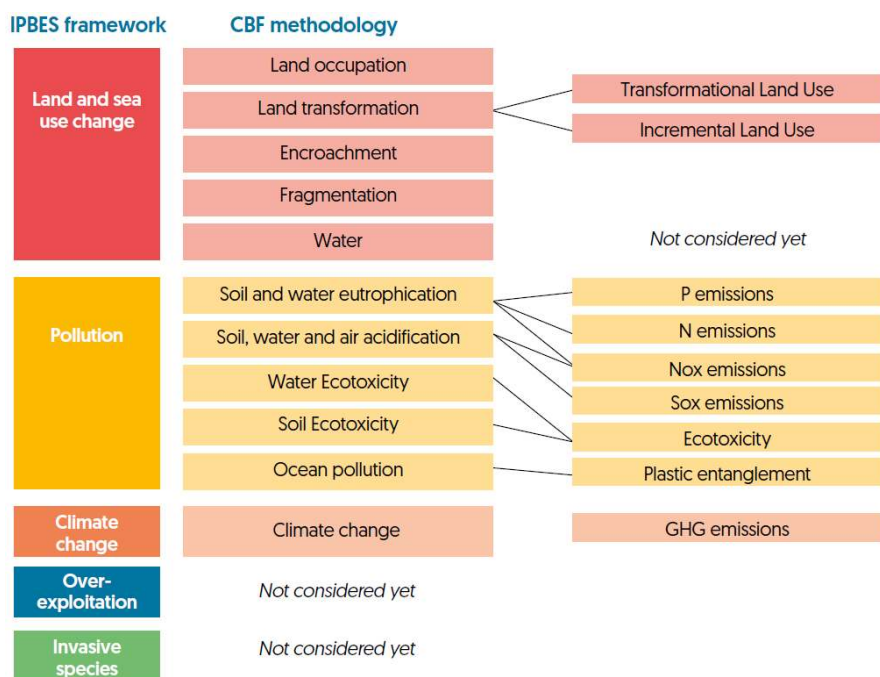 IPBES framework
CBF methodology
Land and sea
use change
Land occupation
Land transformation
Encroachment
Fragmentation
Water
Transformational Land Use
Incremental Land Use
Not considered yet
Pollution
Soil and water eutrophication
Soil, water and air acidification
Water Ecotoxicity
Soil Ecotoxicity
Ocean pollution
P emissions
N emissions
Nox emissions
Sox emissions
Ecotoxicity
Plastic entanglement
Climate
change
Climate change
GHG emissions
Over-
exploitation
Not considered yet
Invasive
species
Not considered yet